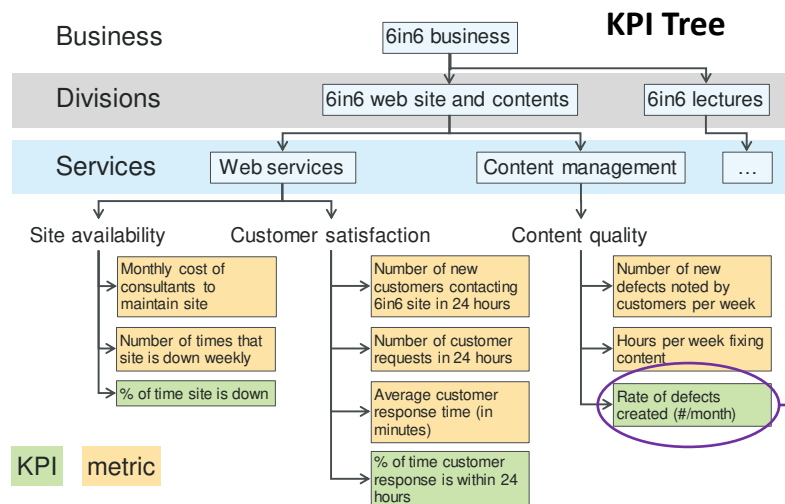 KPI Tree
Business
6in6 business
Divisions
6in6 web site and contents
6in6 lectures
Services
Web services
Content management
...
Site availability
Customer satisfaction
Content quality
Monthly cost of
consultants to
maintain site
Number of times that
site is down weekly
% of time site is down
Number of new
customers contacting
6in6 site in 24 hours
Number of customer
requests in 24 hours
Average customer
response time (in
minutes)
% of time customer
response is within 24
hours
Number of new
defects noted by
customers per week
Hours per week fixing
content
Rate of defects
created (#/month)
KPI
metric